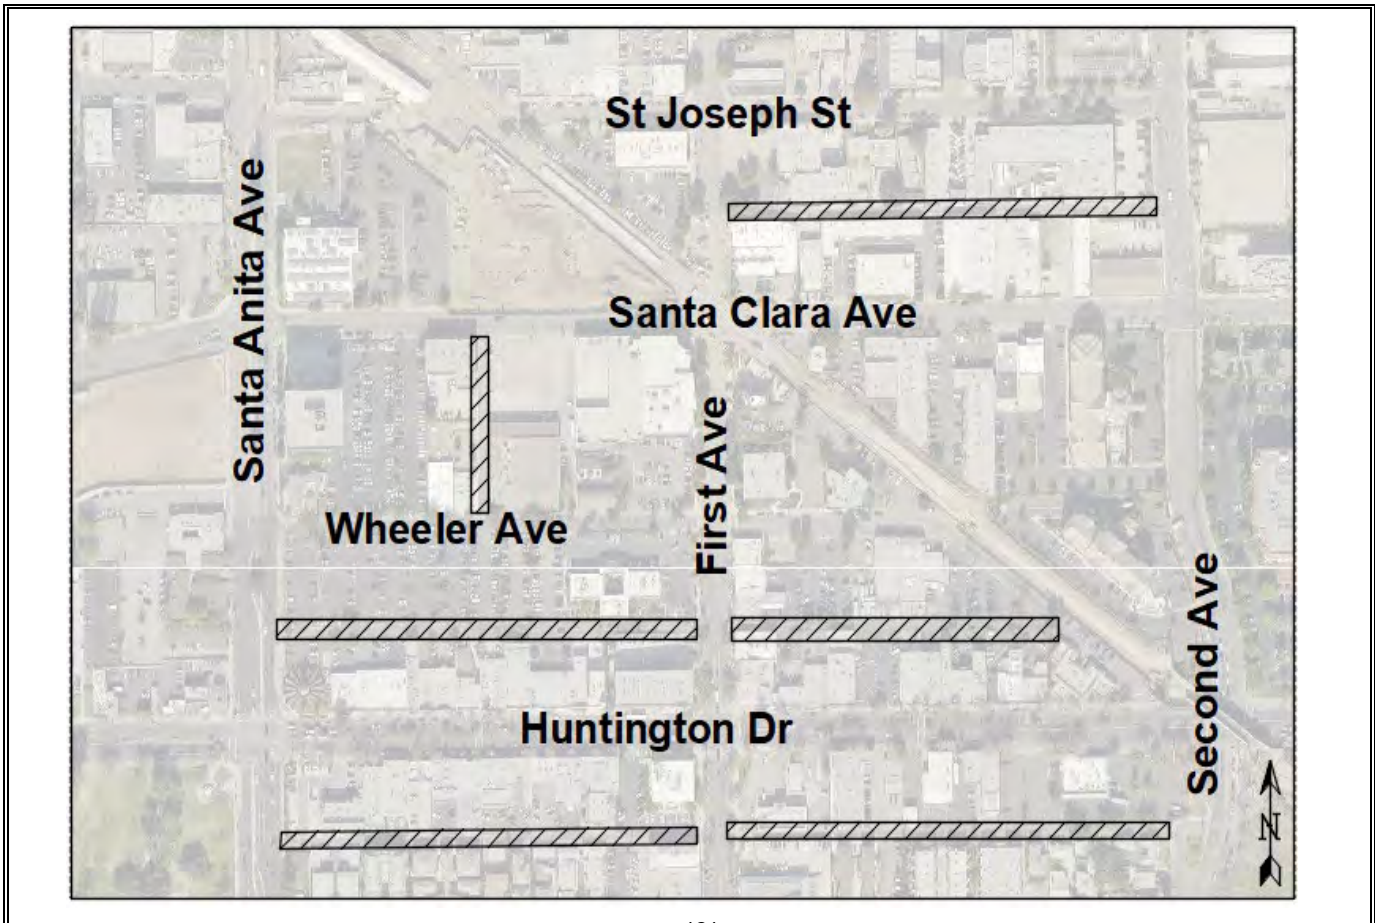 St Joseph St
Santa Anita Ave
Santa Clara Ave
First Ave
Wheeler Ave
Second Ave
Huntington Dr
N